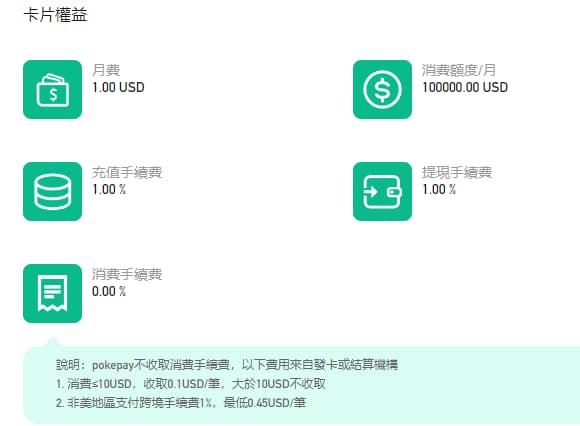 卡片權益
月費
1.00 USD
消費額度/月
100000.00 USD
充值手續費
1.00 %
提現手續費
1.00 %
消費手續費
0.00 %
說明：pokepay不收取消費手續費，以下費用來自發卡或結算機構
1. 消費≤10USD，收取0.1USD/筆，大於10USD不收取
2. 非美地區支付跨境手續費1%，最低0.45USD/筆